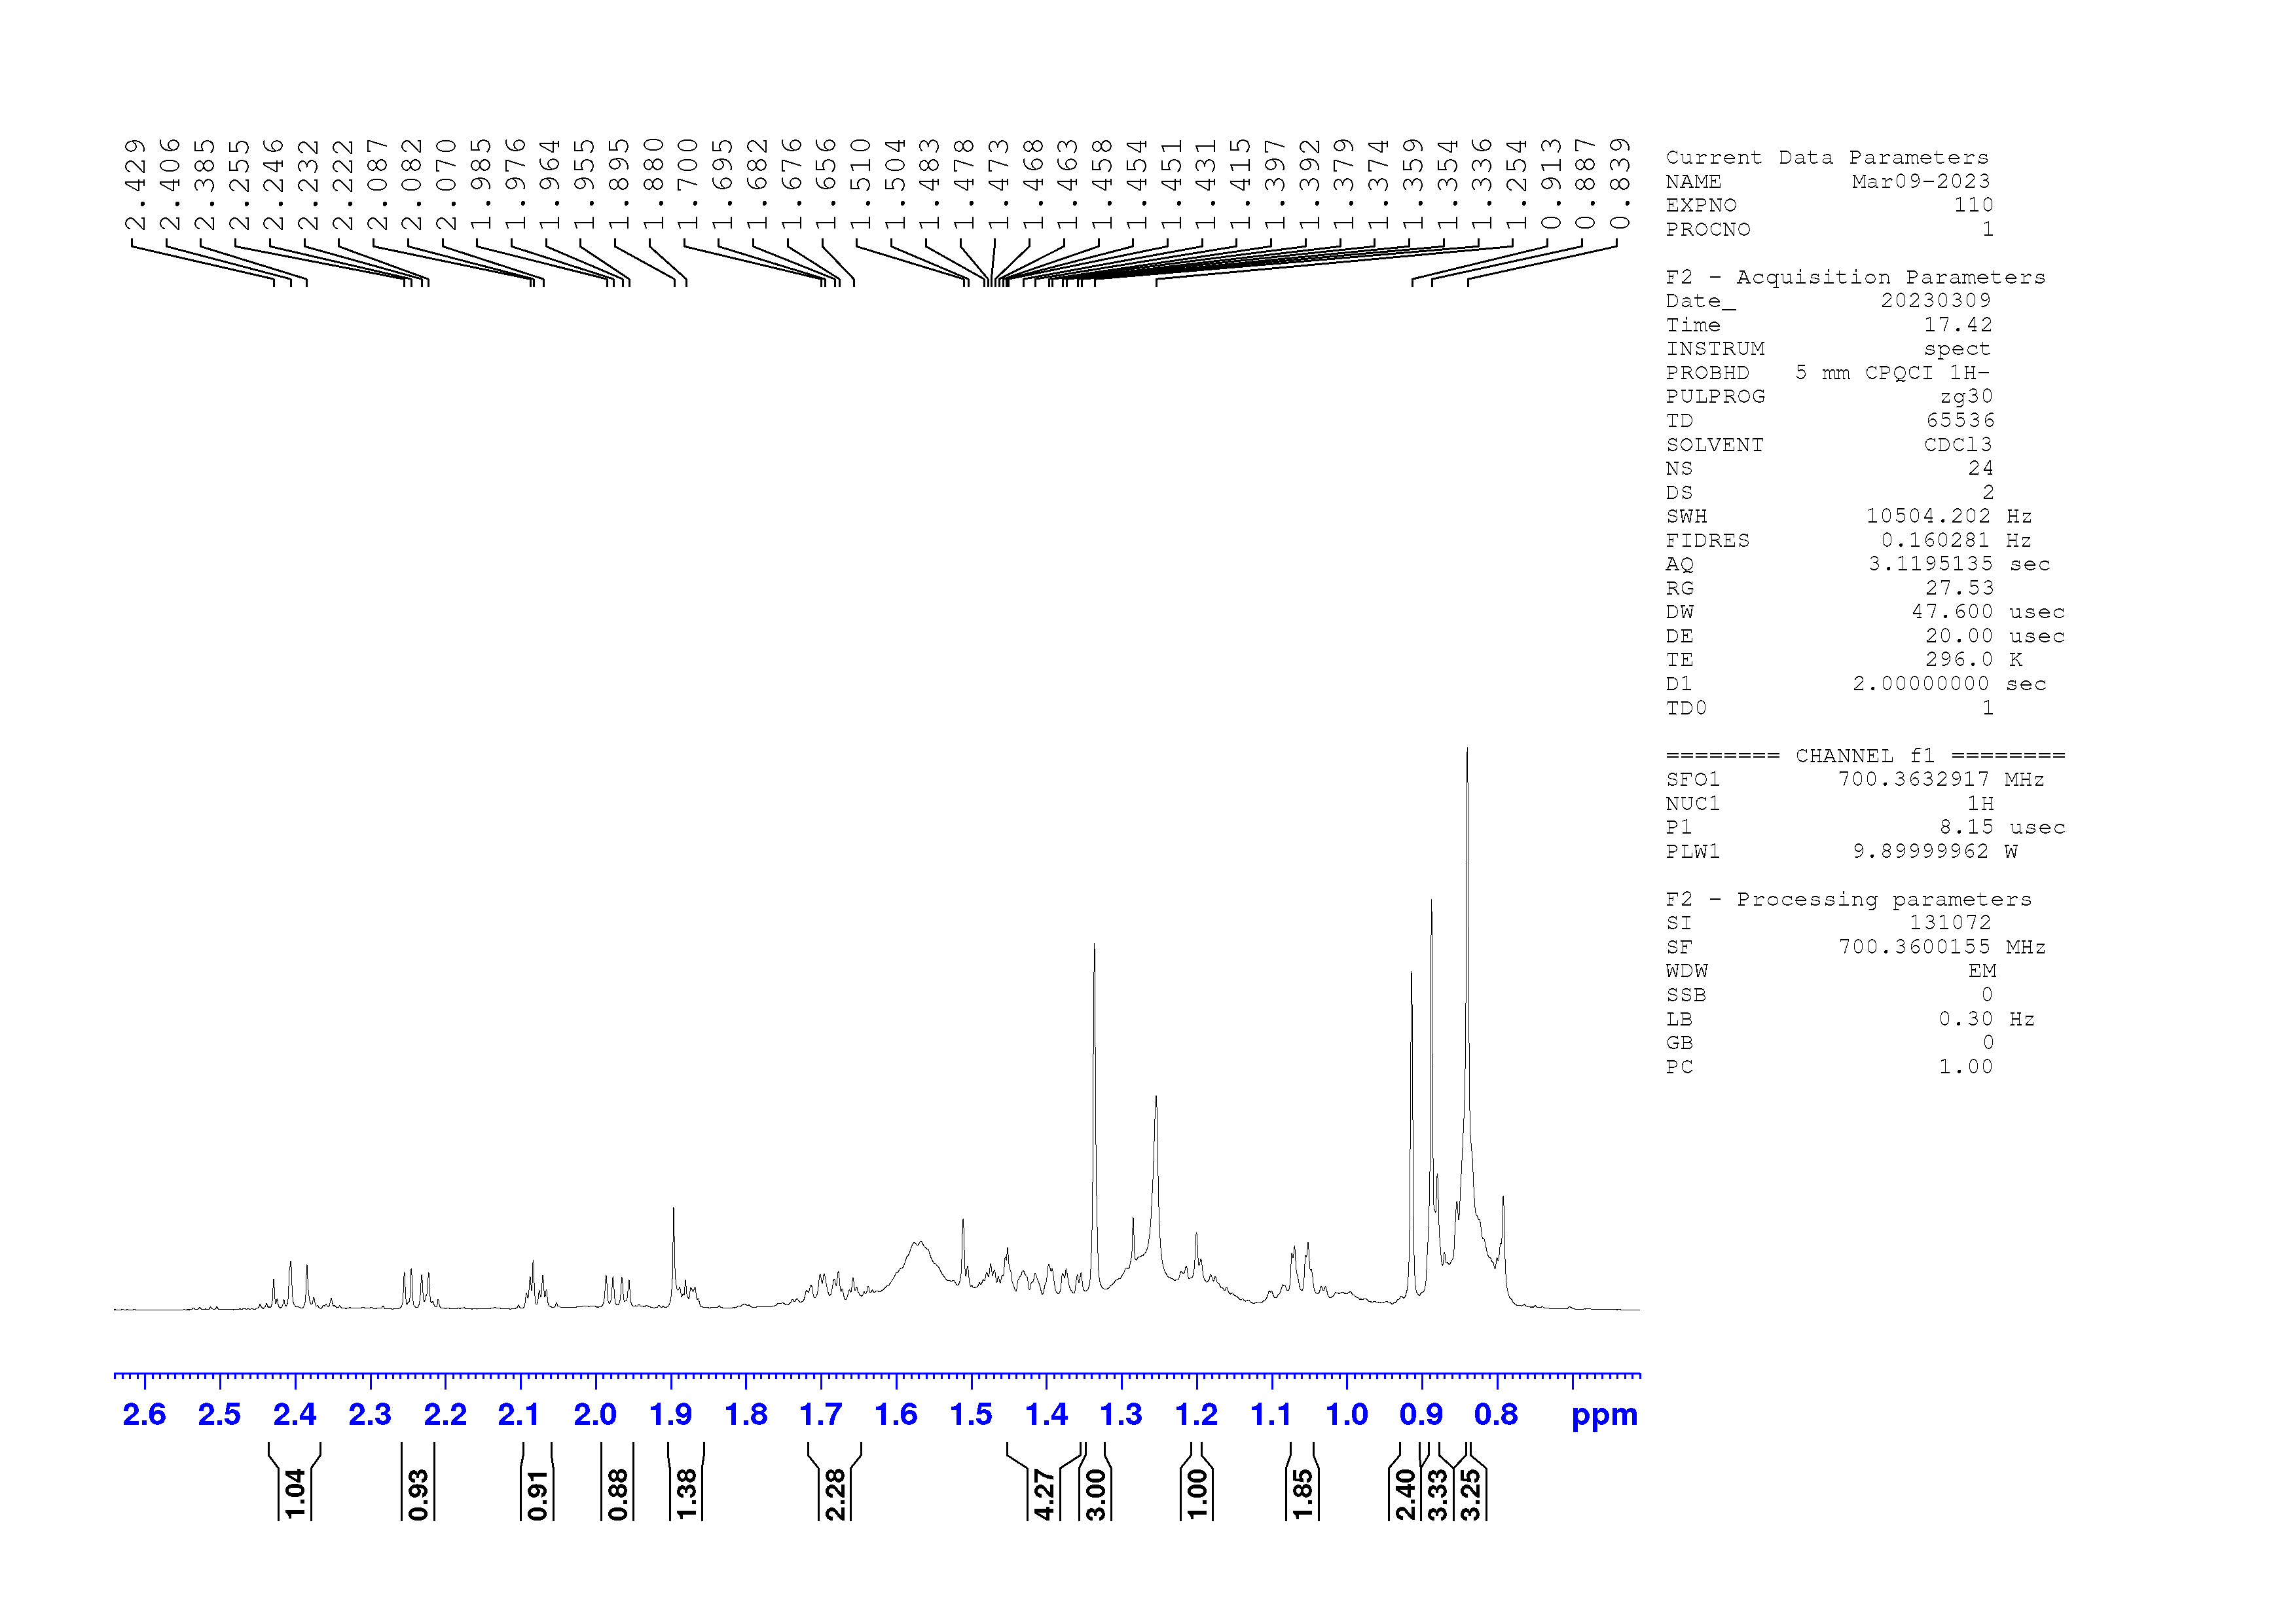 2.429
2.406
2.385
2.255
2.246
2.232
2.222
2.087
2.082
2.070
1.985
1.976
1.964
1.955
1.895
1.880
1.700
1.695
1.682
1.676
1.656
1.510
1.504
1.483
1.478
1.473
1.468
1.463
1.458
1.454
1.451
1.431
1.415
1.397
1.392
1.379
1.374
1.359
1.354
1.336
1.254
0.913
0.887
0.839
Current Data Parameters
NAME Mar09-2023
EXPNO 110
PROCNO 1
F2 - Acquisition Parameters
Date_ 20230309
Time 17.42
INSTRUM spect
PROBHD 5 mm CPQCI 1H-
PULPROG zg30
TD 65536
SOLVENT CDCl3
NS 24
DS 2
SWH 10504.202 Hz
FIDRES 0.160281 Hz
AQ 3.1195135 sec
RG 27.53
DW 47.600 usec
DE 20.00 usec
TE 296.0 K
D1 2.00000000 sec
TD0 1
======== CHANNEL f1 ========
SFO1 700.3632917 MHz
NUC1 1H
P1 8.15 usec
PLW1 9.89999962 W
F2 - Processing parameters
SI 131072
SF 700.3600155 MHz
WDW EM
SSB 0
LB 0.30 Hz
GB 0
PC 1.00
2.6 2.5 2.4 2.3 2.2 2.1 2.0 1.9 1.8 1.7 1.6 1.5 1.4 1.3 1.2 1.1 1.0 0.9 0.8 ppm
1.04
0.93
0.91
0.88
1.38
2.28
4.27
3.00
1.00
1.85
2.40
3.33
3.25